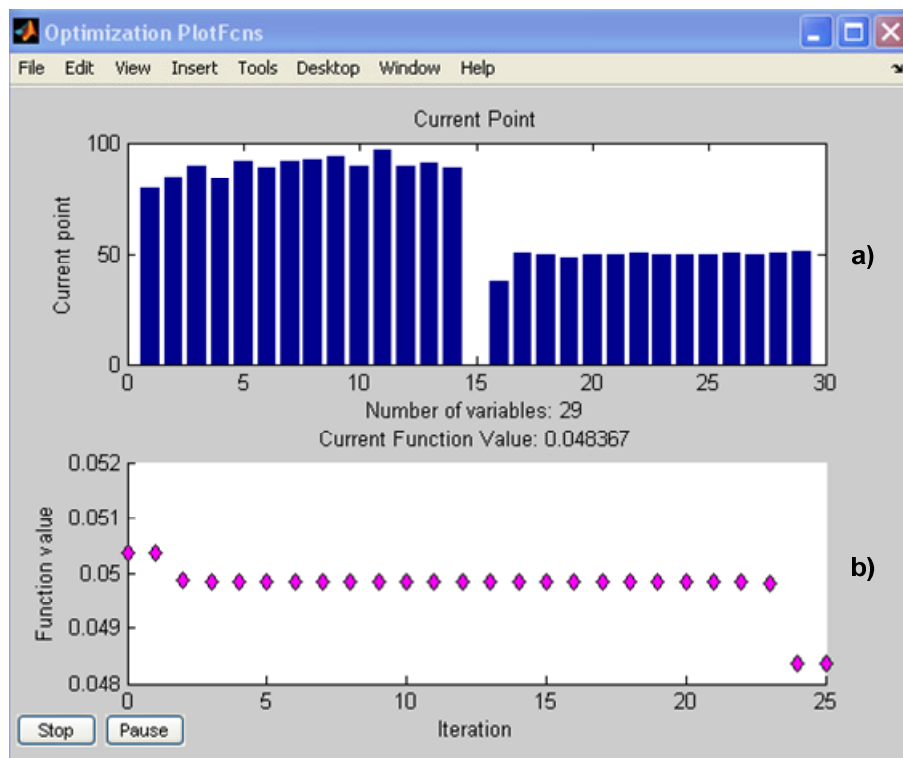 Optimization PlotFcns
File Edit View Insert Tools Desktop Window Help
Current Point
Current point
100
50
0
0 5 10 15 20 25 30
Number of variables: 29
a)
Current Function Value: 0.048367
Function value
0.052
0.051
0.05
0.049
0.048
0 5 10 15 20 25
Iteration
b)
Stop Pause